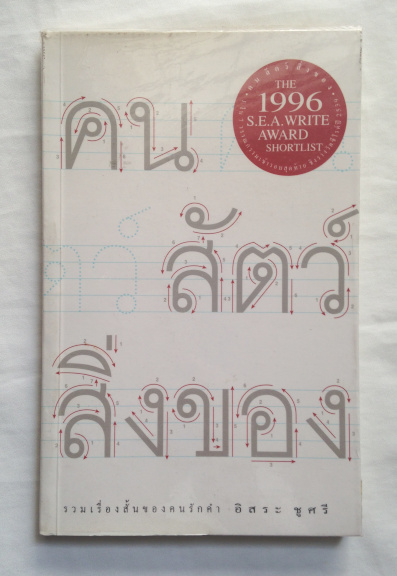 THE
1996
S.E.A.WRITE
AWARD
SHORTLIST
คน
สัตว์
สิ่งของ
รวมเรื่องสั้นของคนรักคำ อิสระ ชูศรี